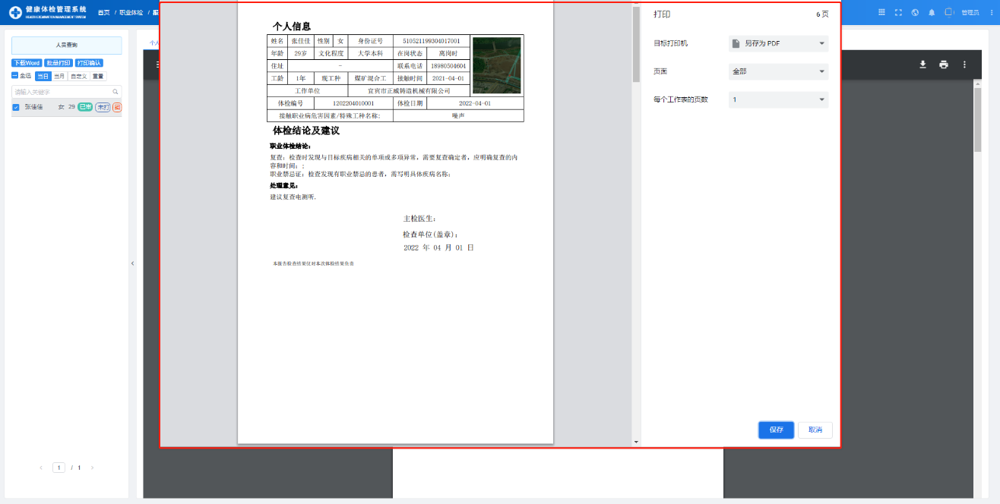 健康体检管理系统 首页 / 职业体检 / 报
HEALTH EXAMINATION MANAGEMENT SYSTEM
管理员
人员查询
下载Word 批量打印 打印确认
全选 当日 当月 自定义 重置
请输入关键字
张佳佳 女 29 已审 未打 团
1 / 1
个人
个人信息
姓名 张佳佳 性别 女 身份证号 510521199304017001
年龄 29岁 文化程度 大学本科 在岗状态 离岗时
住址 - 联系电话 18980504604
工龄 1年 现工种 煤矿混合工 接触时间 2021-04-01
工作单位 宜宾市正威铸造机械有限公司
体检编号 1202204010001 体检日期 2022-04-01
接触职业病危害因素/特殊工种名称: 噪声
体检结论及建议
职业体检结论:
复查: 检查时发现与目标疾病相关的单项或多项异常, 需要复查确定者, 应明确复查的内
容和时间: ;
职业禁忌证: 检查发现有职业禁忌的患者, 需写明具体疾病名称;
处理意见:
建议复查电测听.
主检医生:
检查单位(盖章):
2022 年 04 月 01 日
本报告检查结果仅对本次体检结果负责
打印 6 页
目标打印机 另存为 PDF
页面 全部
每个工作表的页数 1
保存 取消